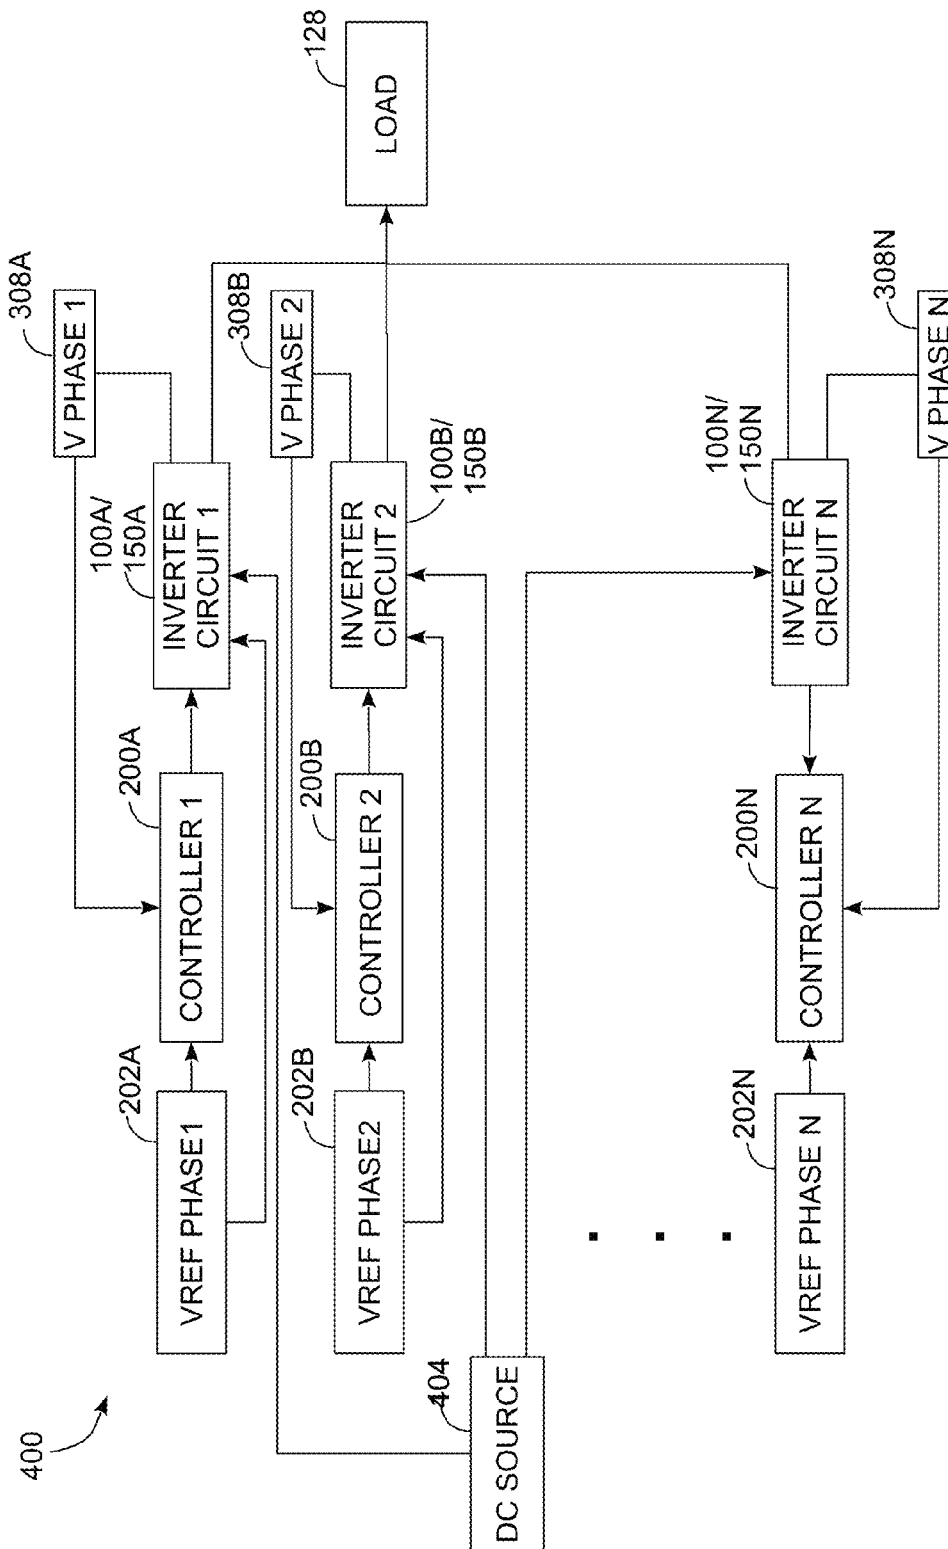 400
VREF PHASE1
202A
CONTROLLER 1
200A
INVERTER
CIRCUIT 1
100A/
150A
V PHASE 1
308A
VREF PHASE2
202B
CONTROLLER 2
200B
INVERTER
CIRCUIT 2
100B/
150B
V PHASE 2
308B
LOAD
128
DC SOURCE
404
VREF PHASE N
202N
CONTROLLER N
200N
INVERTER
CIRCUIT N
100N/
150N
V PHASE N
308N